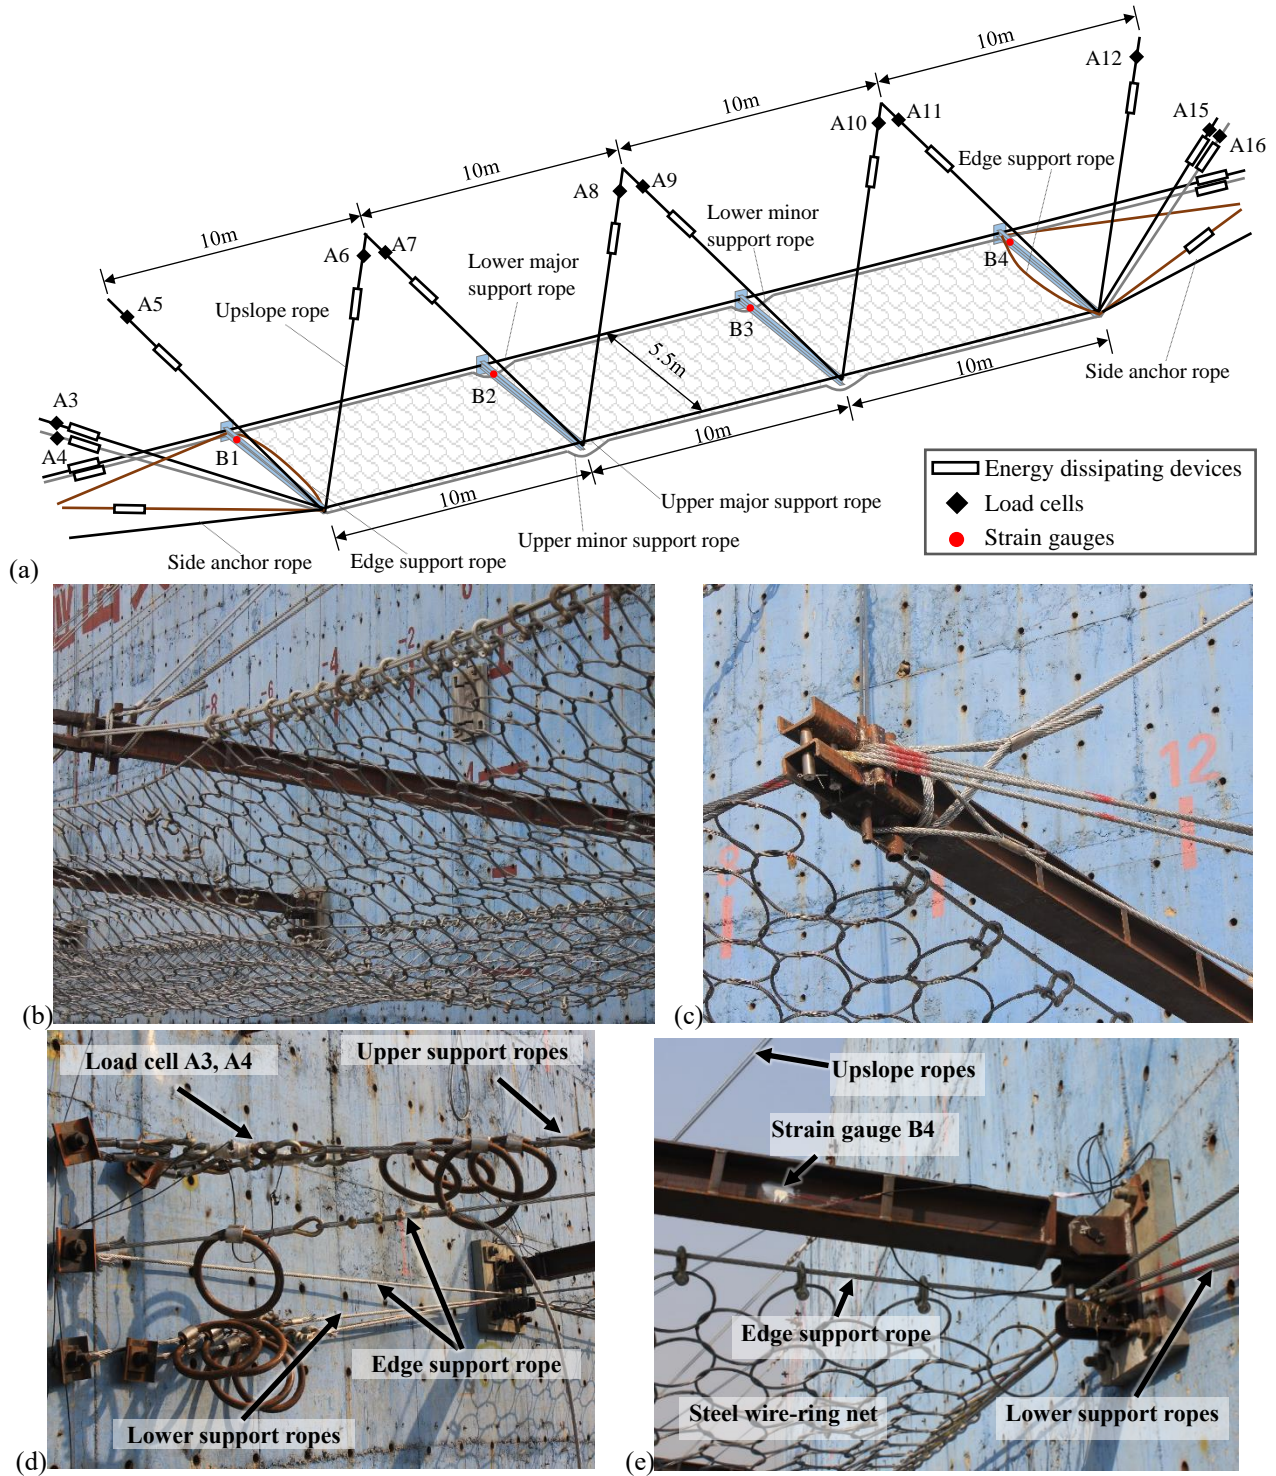 10m
A12
10m
A15
A10
A11
A16
10m
Edge support rope
A8
A9
Lower minor
support rope
10m
A6
A7
Lower major
support rope
B4
A5
Upslope rope
B3
5.5m
10m
Side anchor rope
B2
A3
A4
B1
10m
10m
Upper major support rope
Upper minor support rope
Side anchor rope
Edge support rope
Energy dissipating devices
Load cells
Strain gauges
(a)
-2
-4
-6
-8
(b)
12
(c)
Load cell A3, A4
Upper support ropes
Edge support rope
Lower support ropes
(d)
Upslope ropes
Strain gauge B4
Edge support rope
Steel wire-ring net
Lower support ropes
(e)